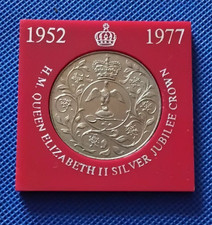 1952 1977
H.M. QUEEN ELIZABETH II SILVER JUBILEE CROWN